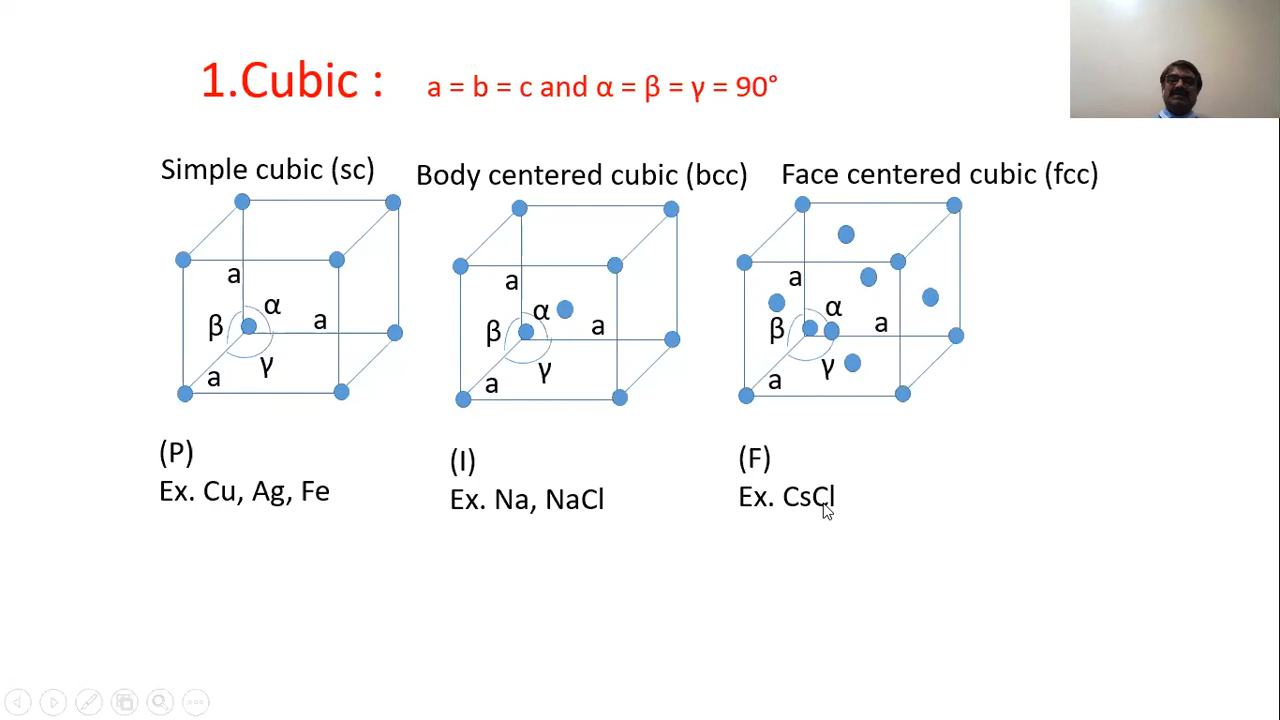 1.Cubic : a = b = c and α = β = γ = 90°
Simple cubic (sc)
Body centered cubic (bcc)
Face centered cubic (fcc)
a
α
β
a
γ
a
a
α
β
a
γ
a
a
α
β
a
γ
a
(P)
Ex. Cu, Ag, Fe
(I)
Ex. Na, NaCl
(F)
Ex. CsCl